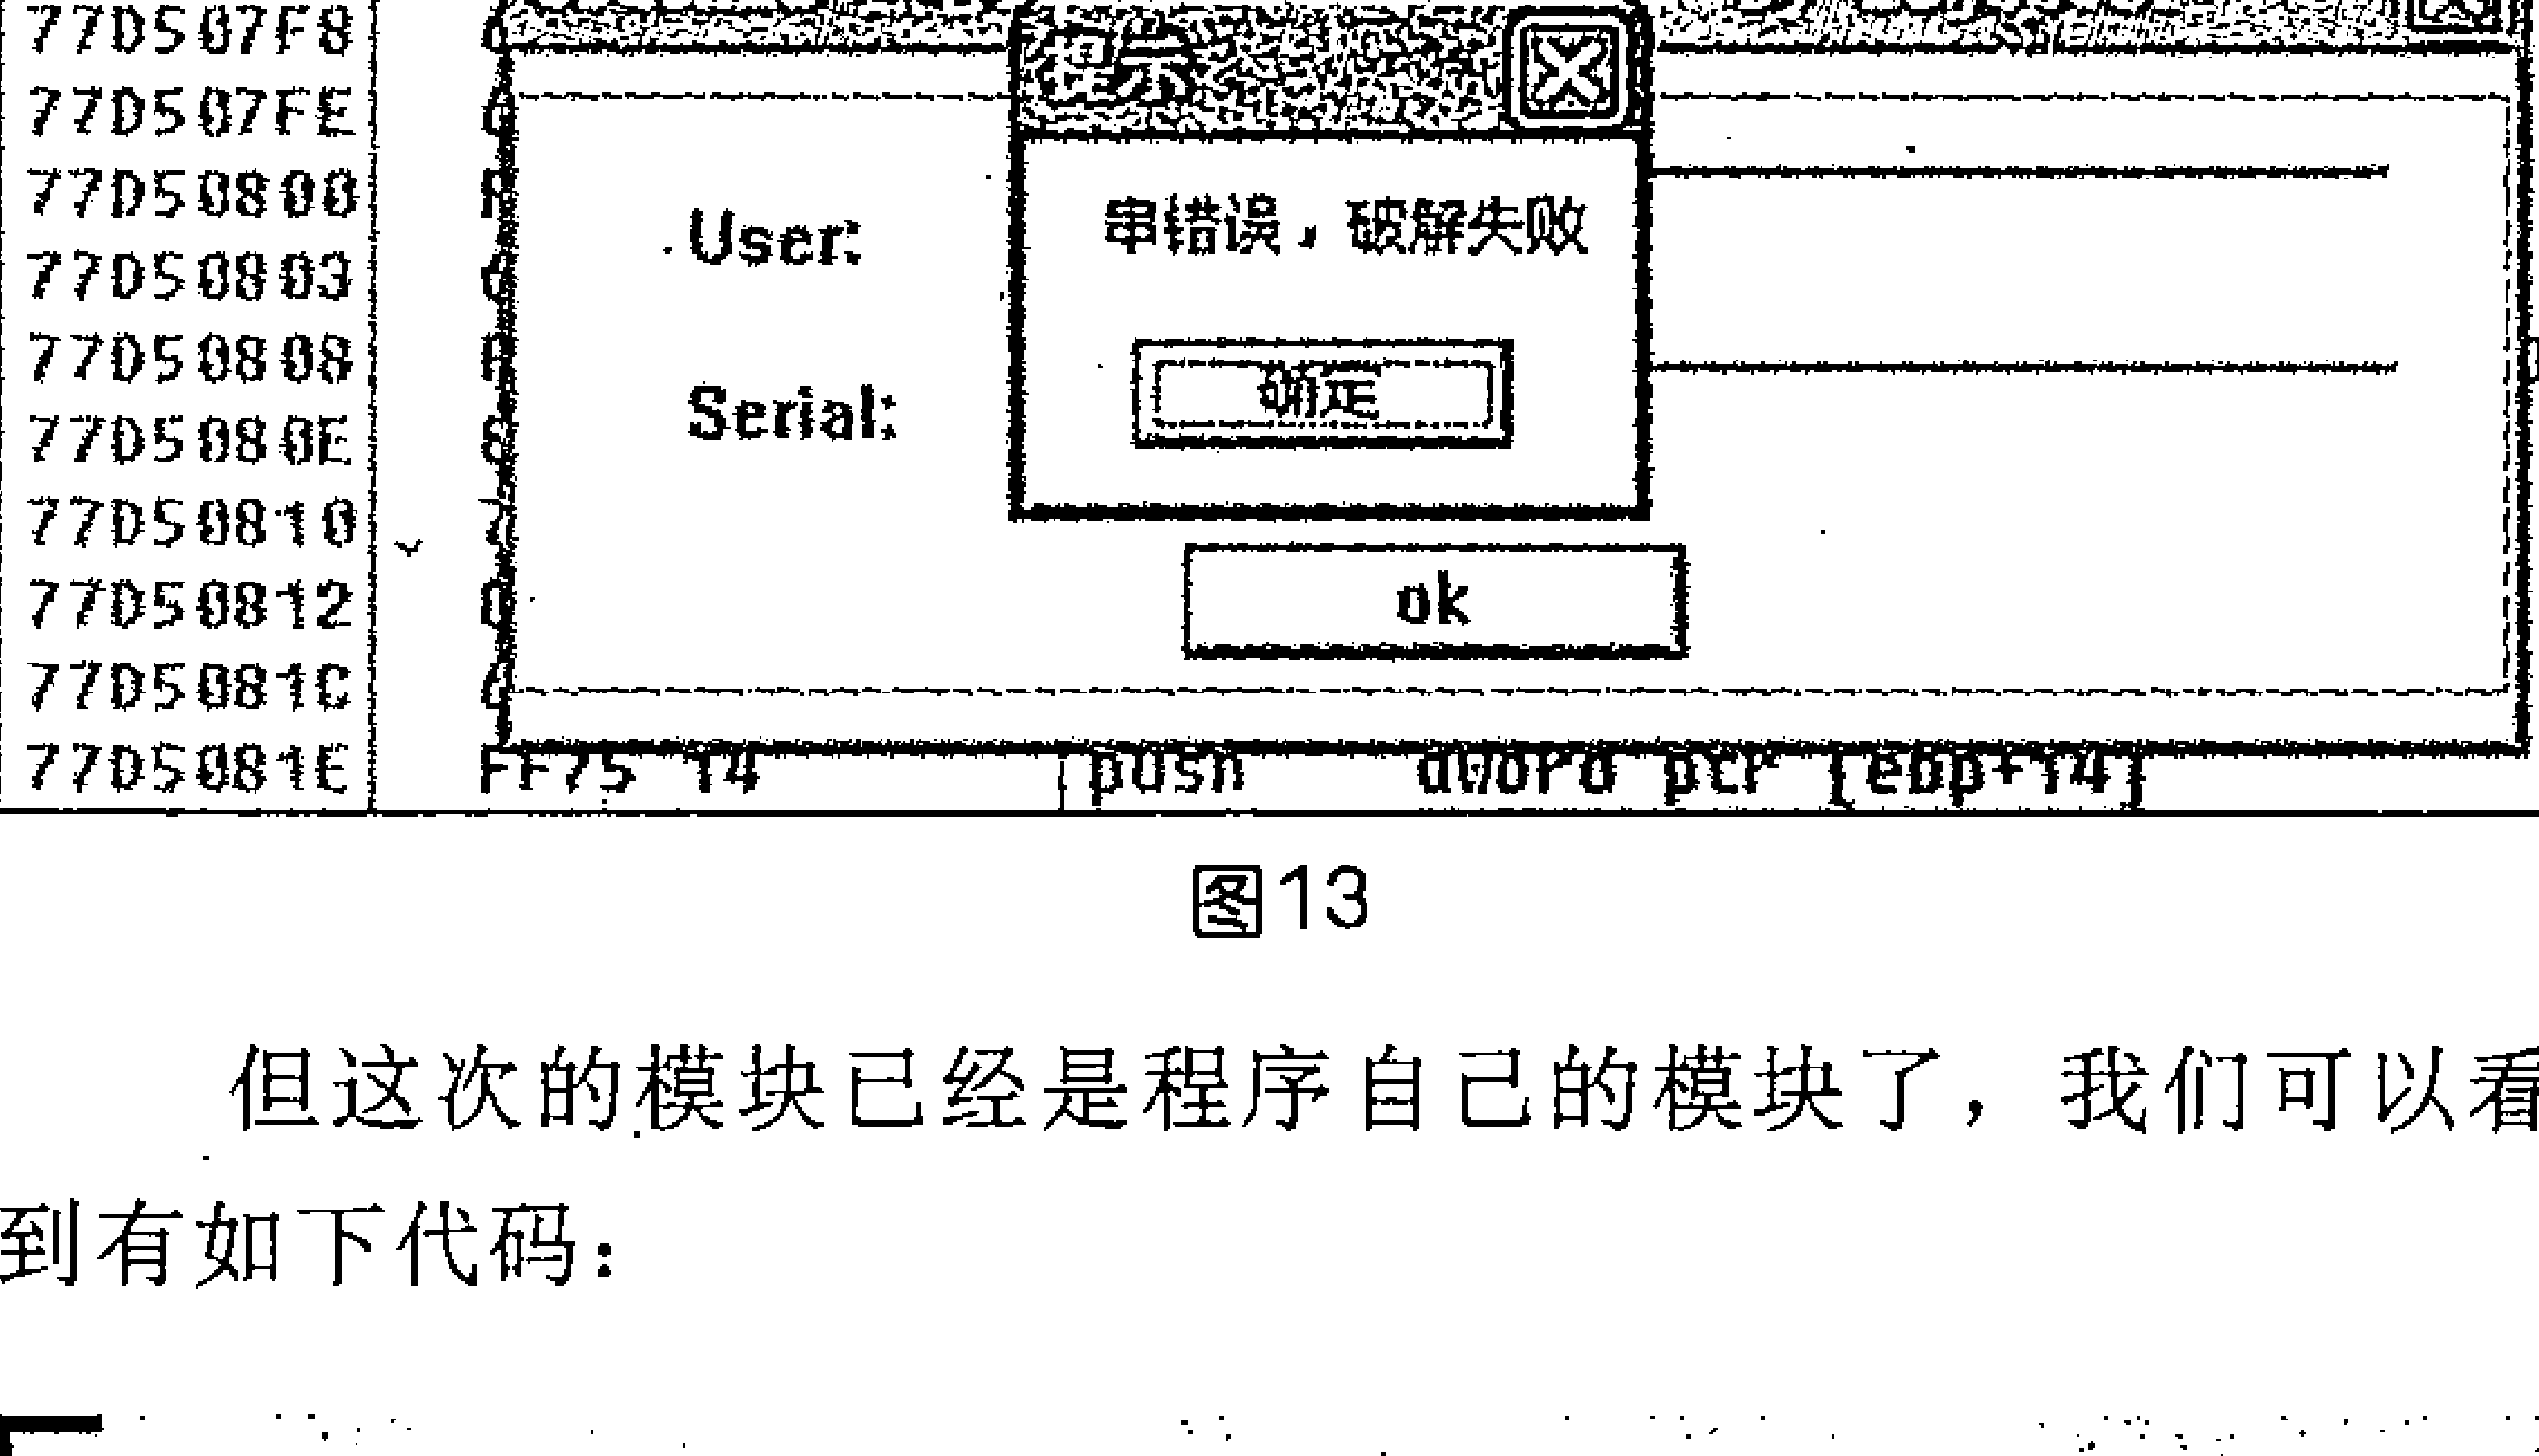 77D507F8
77D507FE
77D50800
77D50803
77D50808
77D5080E
77D50810
77D50812
77D5081C
77D5081E FF75 14 push dword ptr [ebp+14]
提示
串错误，破解失败
确定
User:
Serial:
ok
图13
但这次的模块已经是程序自己的模块了，我们可以看
到有如下代码：